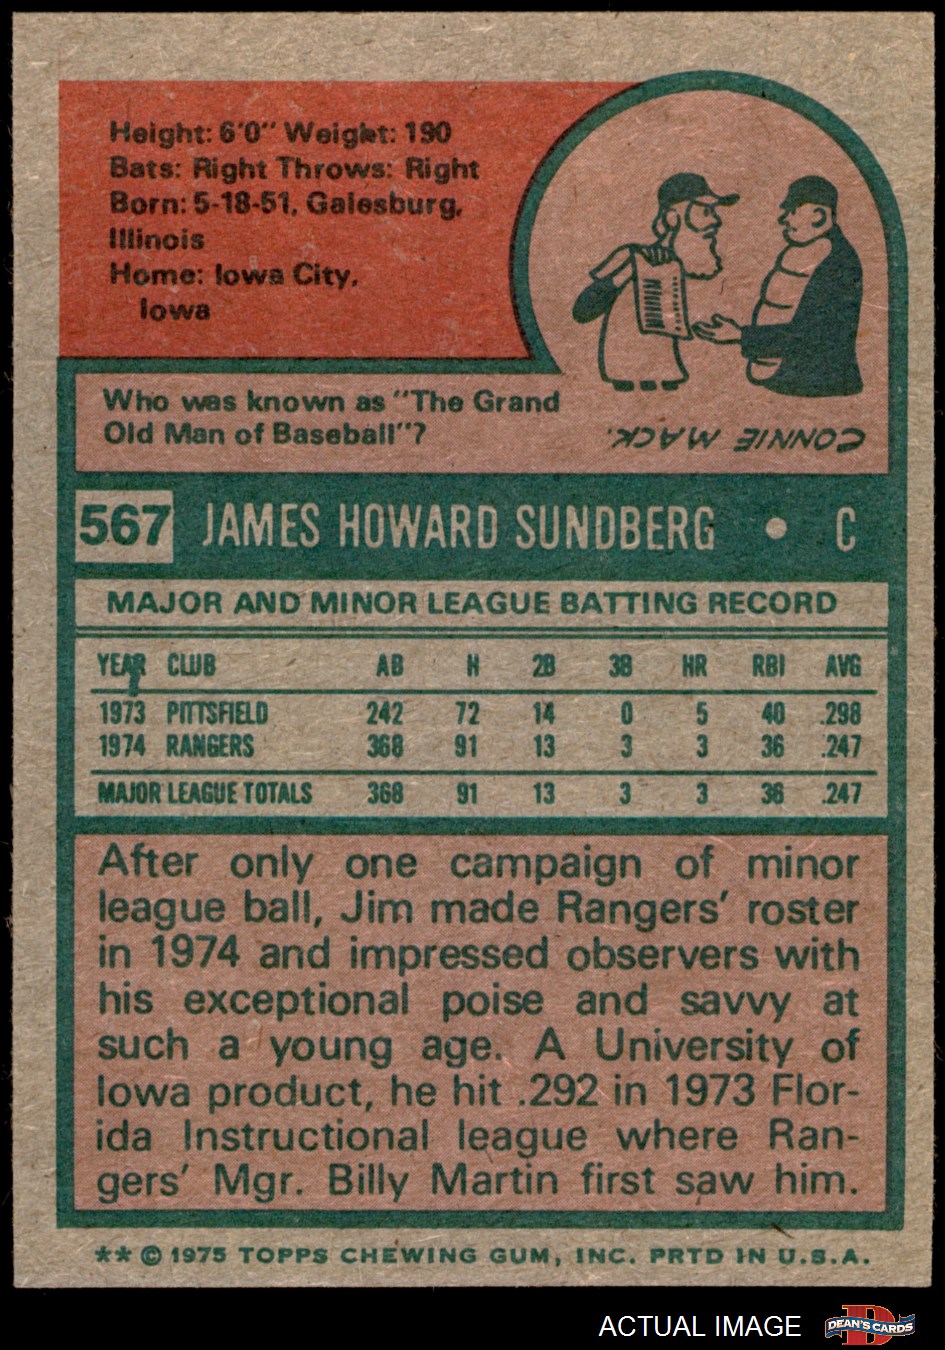 Height: 6'0" Weight: 190
Bats: Right Throws: Right
Born: 5-18-51, Galesburg,
Illinois
Home: Iowa City,
Iowa
Who was known as "The Grand
Old Man of Baseball"?
CONNIE MACK.
567 JAMES HOWARD SUNDBERG • C
MAJOR AND MINOR LEAGUE BATTING RECORD
YEAR CLUB AB H 2B 3B HR RBI AVG
1973 PITTSFIELD 242 72 14 0 5 40 .298
1974 RANGERS 368 91 13 3 3 36 .247
MAJOR LEAGUE TOTALS 368 91 13 3 3 36 .247
After only one campaign of minor
league ball, Jim made Rangers' roster
in 1974 and impressed observers with
his exceptional poise and savvy at
such a young age. A University of
Iowa product, he hit .292 in 1973 Flor-
ida Instructional league where Ran-
gers' Mgr. Billy Martin first saw him.
** © 1975 TOPPS CHEWING GUM, INC. PRTD IN U.S.A.
ACTUAL IMAGE
D
DEAN'S CARDS